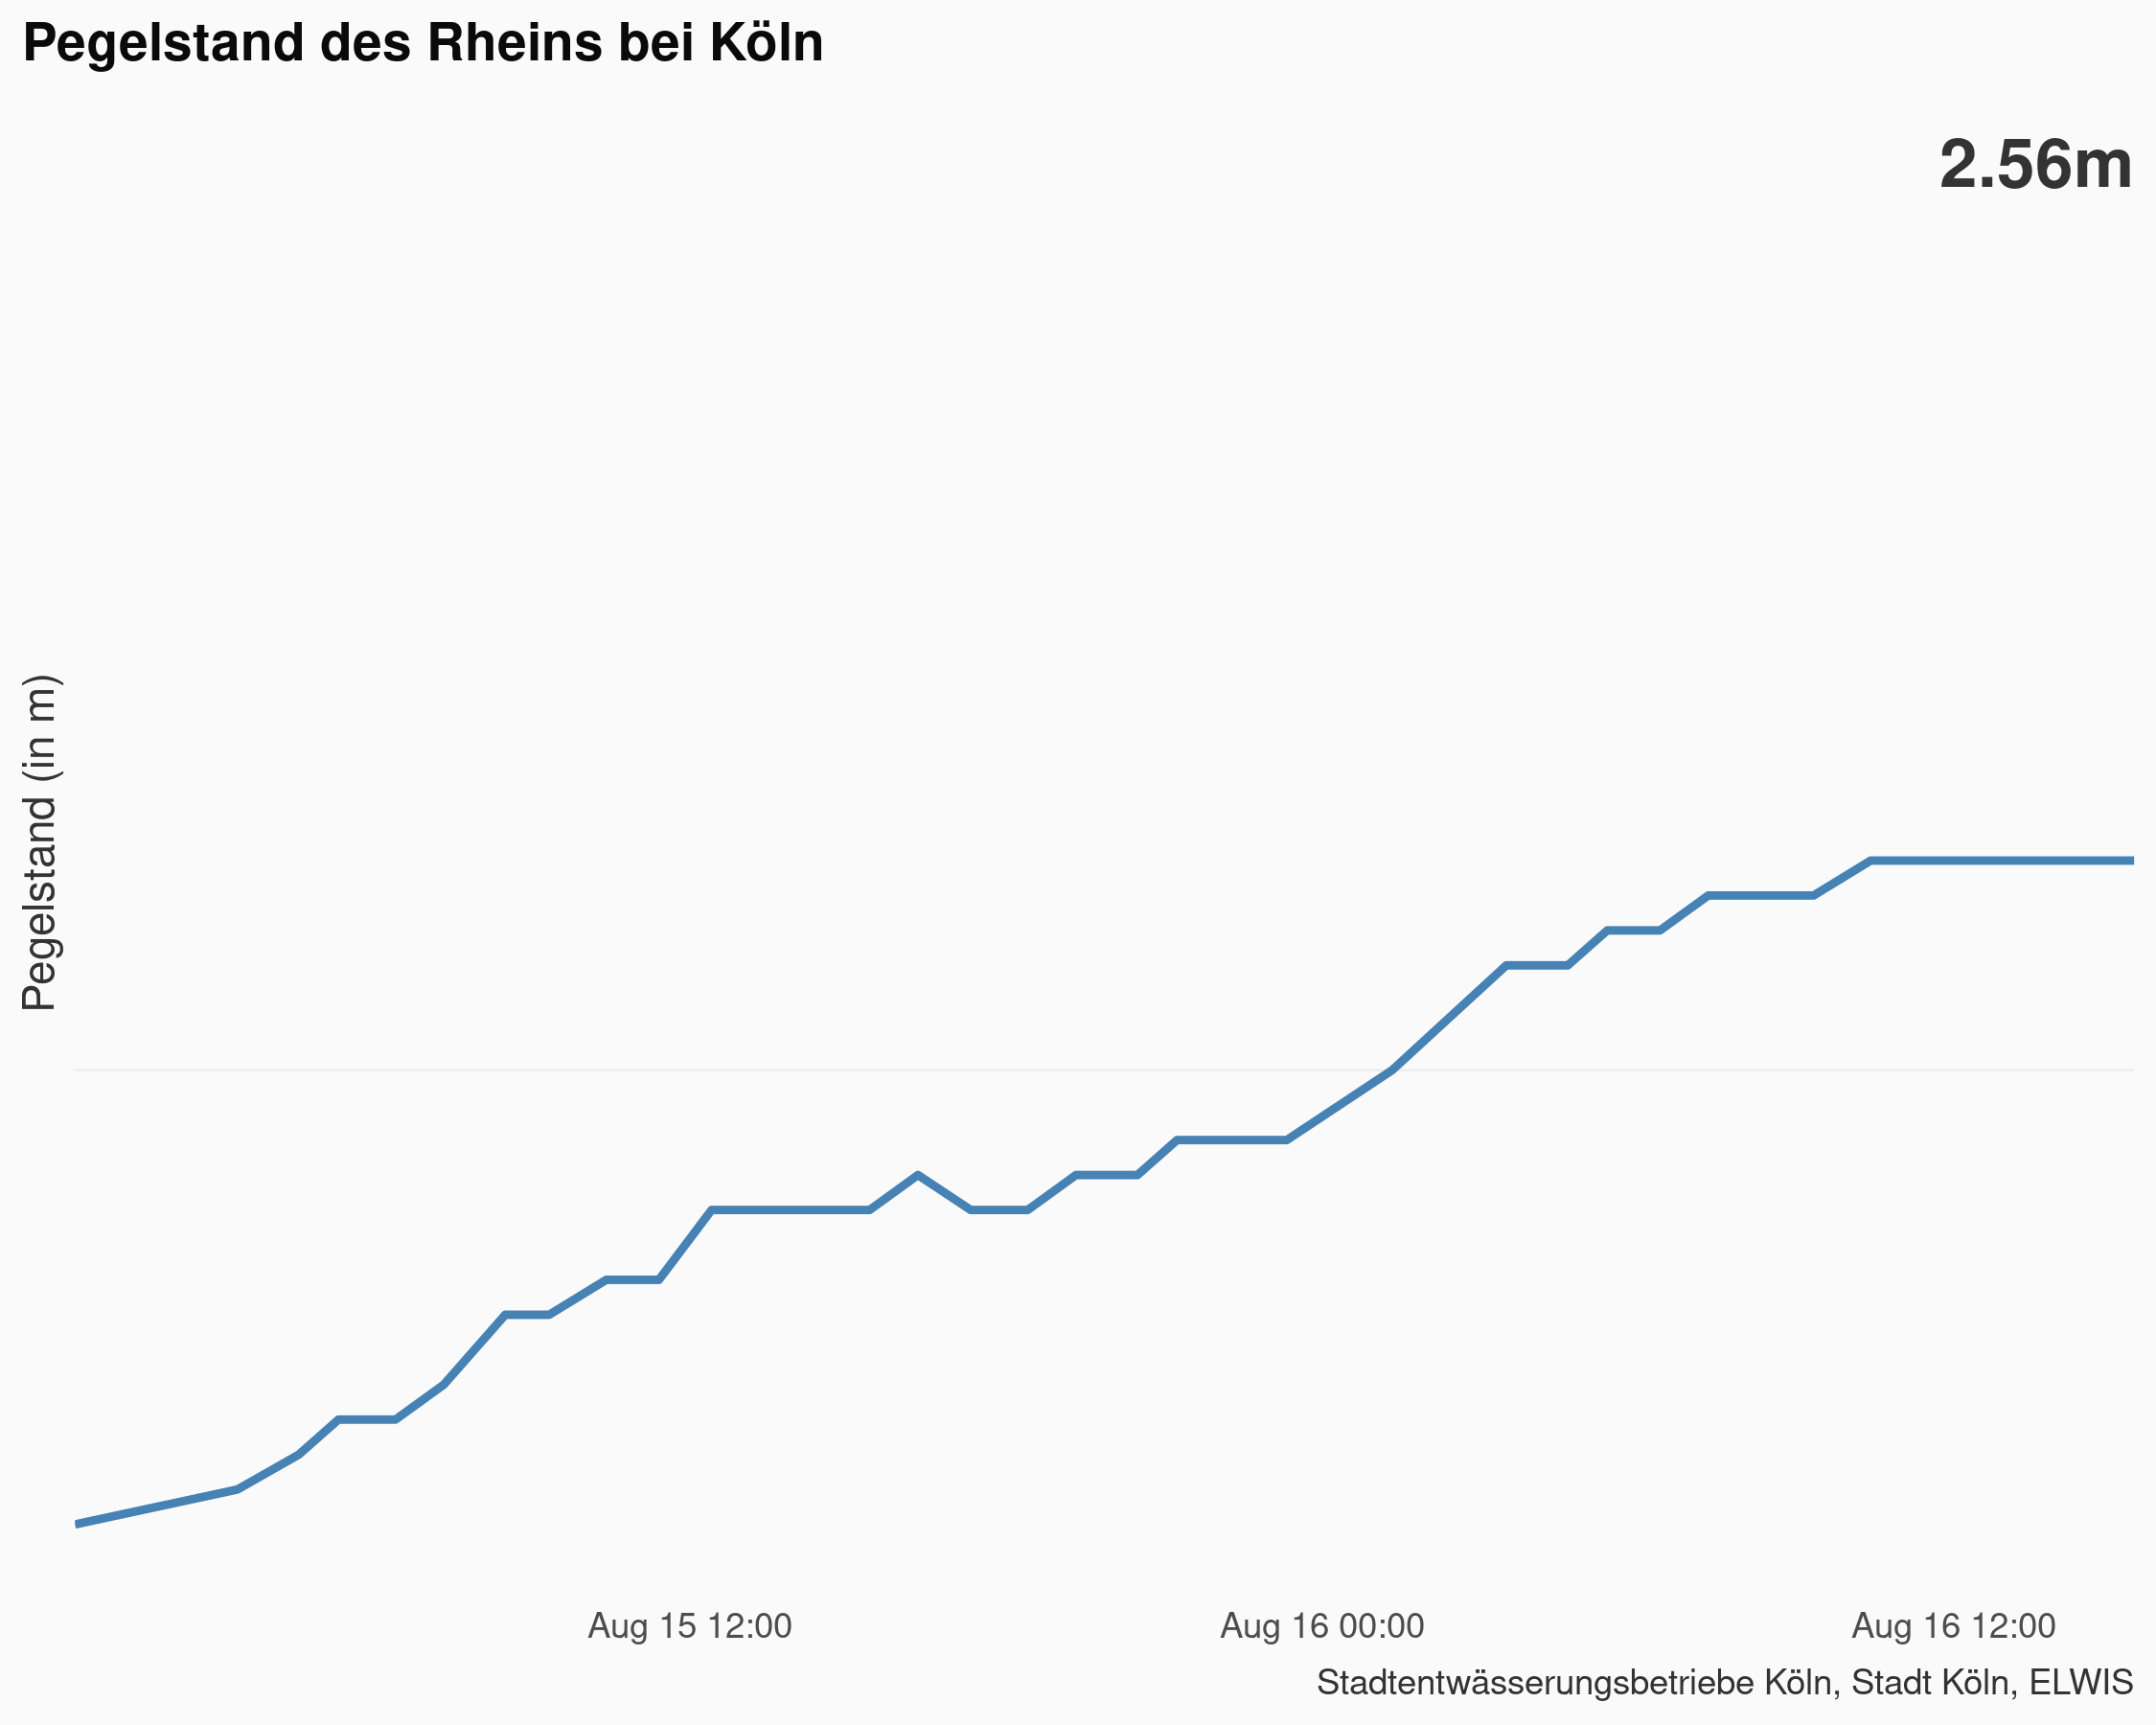 Pegelstand des Rheins bei Köln
2.56m
Pegelstand (in m)
Aug 15 12:00
Aug 16 00:00
Aug 16 12:00
Stadtentwässerungsbetriebe Köln, Stadt Köln, ELWIS